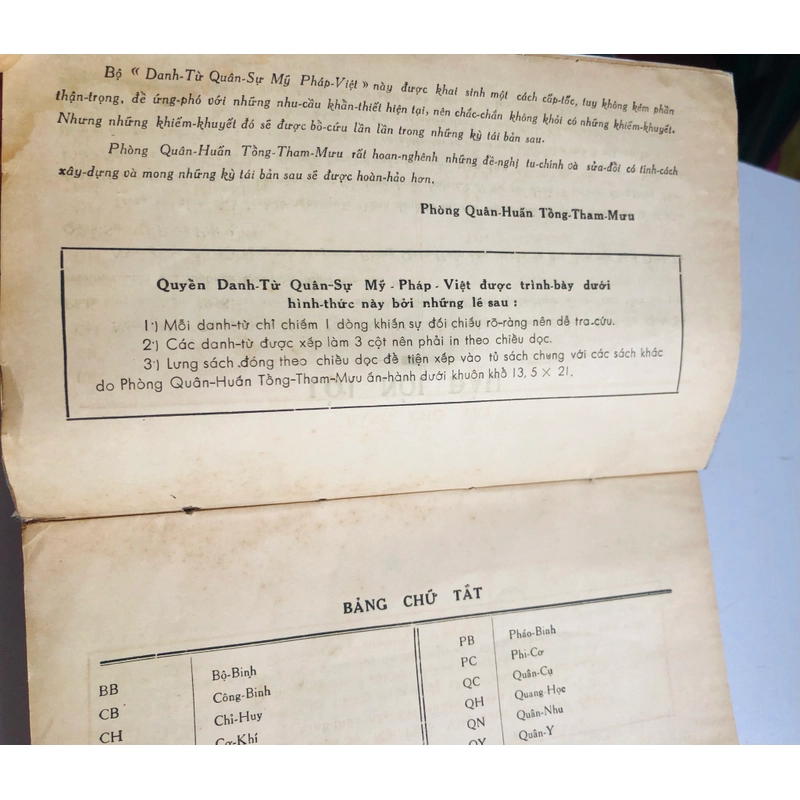 Bộ « Danh-Từ Quân-Sự Mỹ Pháp-Việt » này được khai sinh một cách cấp-tốc, tuy không kém phần
thận-trọng, để ứng-phó với những nhu-cầu khẩn-thiết hiện tại, nên chắc-chắn không khỏi có những khiếm-khuyết.
Nhưng những khiếm-khuyết đó sẽ được bồ-cứu lần lần trong những kỳ tái bản sau.
Phòng Quân-Huấn Tổng-Tham-Mưu rất hoan-nghênh những đề-nghị tu-chinh và sửa-đổi có tinh-cách
xây-dựng và mong những kỳ tái bản sau sẽ được hoàn-hảo hơn.
Phòng Quân-Huấn Tổng-Tham-Mưu
Quyển Danh-Từ Quân-Sự Mỹ - Pháp - Việt được trình-bày dưới
hình-thức này bởi những lẽ sau :
1·) Mỗi danh-từ chỉ chiếm 1 dòng khiến sự đối chiếu rõ-ràng nên dễ tra.cứu.
2·) Các danh-từ được xếp làm 3 cột nên phải in theo chiều dọc.
3·) Lưng sách .đóng theo chiều dọc để tiện xếp vào tủ sách chung với các sách khác
do Phòng Quân-Huấn Tổng-Tham-Mưu ấn-hành dưới khuôn khổ 13, 5 × 21.
BẢNG CHỮ TẮT
BB Bộ-Binh
CB Công-Binh
CH Chỉ-Huy
Cơ-Khí
PB Pháo-Binh
PC Phi-Cơ
QC Quân-Cụ
QH Quang-Học
QN Quân-Nhu
QY Quân-Y